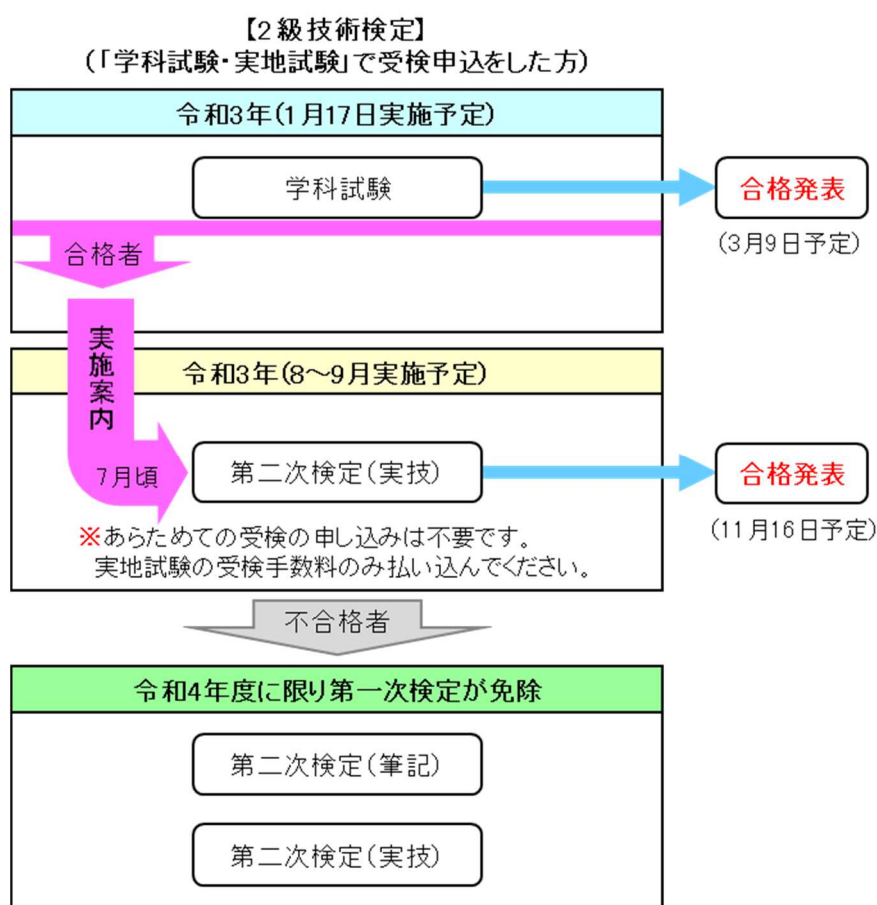 【2級技術検定】
(「学科試験・実地試験」で受検申込をした方)
令和3年(1月17日実施予定)
学科試験
合格発表
(3月9日予定)
合格者
実施案内
7月頃
令和3年(8～9月実施予定)
第二次検定(実技)
合格発表
(11月16日予定)
※あらためての受検の申し込みは不要です。
実地試験の受検手数料のみ払い込んでください。
不合格者
令和4年度に限り第一次検定が免除
第二次検定(筆記)
第二次検定(実技)